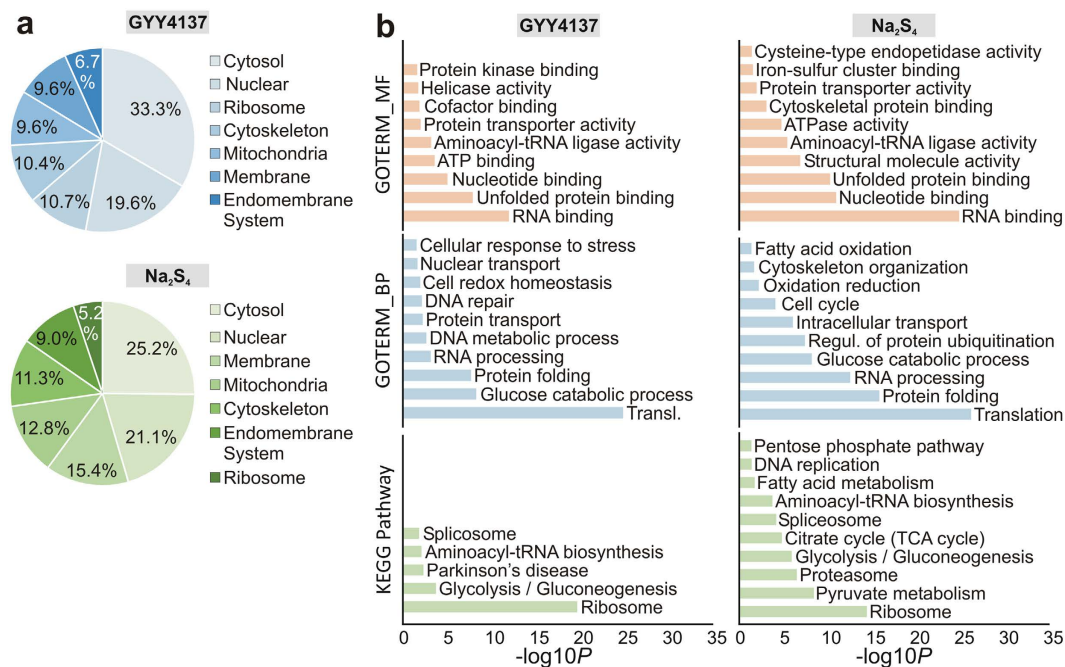 a
GYY4137
33.3%
19.6%
10.7%
10.4%
9.6%
9.6%
6.7
%
Cytosol
Nuclear
Ribosome
Cytoskeleton
Mitochondria
Membrane
Endomembrane
System
Na₂S₄
25.2%
21.1%
15.4%
12.8%
11.3%
9.0%
5.2
%
Cytosol
Nuclear
Membrane
Mitochondria
Cytoskeleton
Endomembrane
System
Ribosome
b
GYY4137
GOTERM_MF
Protein kinase binding
Helicase activity
Cofactor binding
Protein transporter activity
Aminoacyl-tRNA ligase activity
ATP binding
Nucleotide binding
Unfolded protein binding
RNA binding
GOTERM_BP
Cellular response to stress
Nuclear transport
Cell redox homeostasis
DNA repair
Protein transport
DNA metabolic process
RNA processing
Protein folding
Glucose catabolic process
Transl.
KEGG Pathway
Splicosome
Aminoacyl-tRNA biosynthesis
Parkinson's disease
Glycolysis / Gluconeogenesis
Ribosome
0 5 10 15 20 25 30 35
Na₂S₄
Cysteine-type endopetidase activity
Iron-sulfur cluster binding
Protein transporter activity
Cytoskeletal protein binding
ATPase activity
Aminoacyl-tRNA ligase activity
Structural molecule activity
Unfolded protein binding
Nucleotide binding
RNA binding
Fatty acid oxidation
Cytoskeleton organization
Oxidation reduction
Cell cycle
Intracellular transport
Regul. of protein ubiquitination
Glucose catabolic process
RNA processing
Protein folding
Translation
Pentose phosphate pathway
DNA replication
Fatty acid metabolism
Aminoacyl-tRNA biosynthesis
Spliceosome
Citrate cycle (TCA cycle)
Glycolysis / Gluconeogenesis
Proteasome
Pyruvate metabolism
Ribosome
0 5 10 15 20 25 30 35
-log10P
-log10P